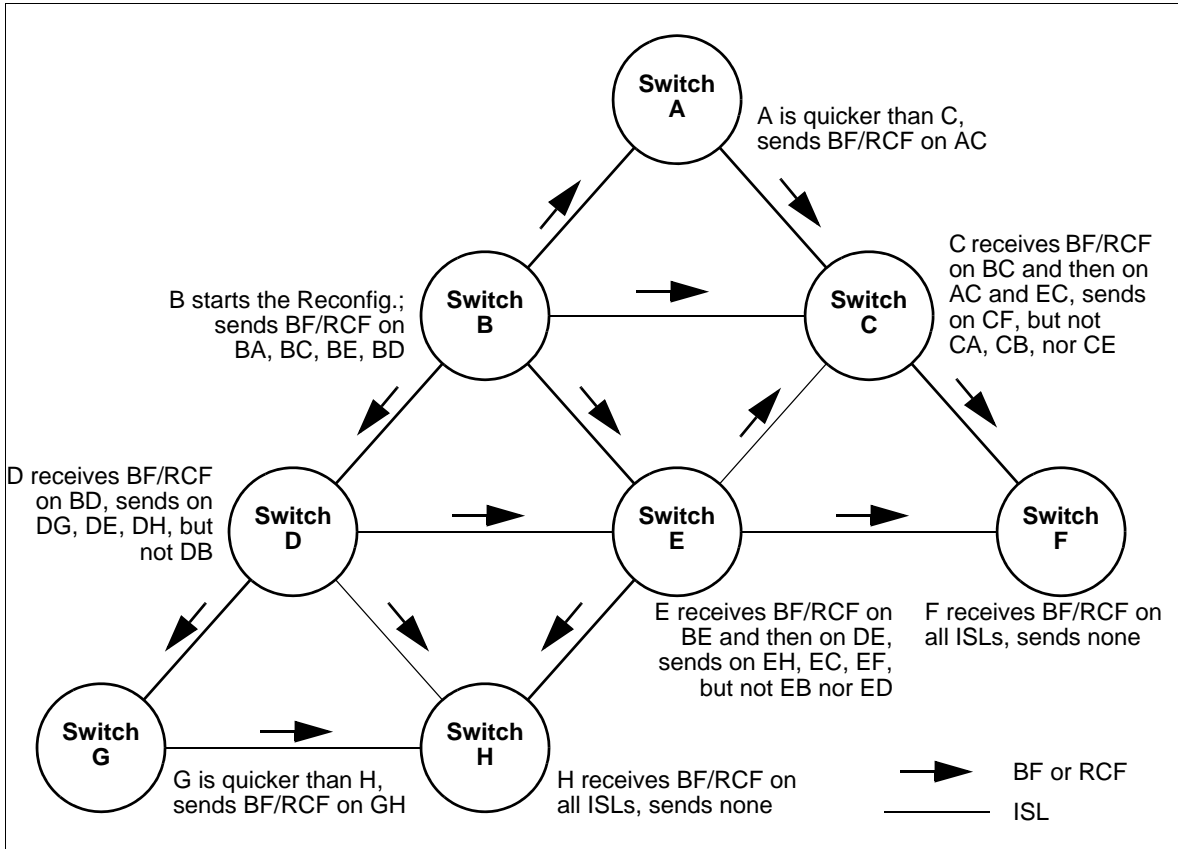 Switch
A
A is quicker than C,
sends BF/RCF on AC
B starts the Reconfig.;
sends BF/RCF on
BA, BC, BE, BD
Switch
B
Switch
C
C receives BF/RCF
on BC and then on
AC and EC, sends
on CF, but not
CA, CB, nor CE
D receives BF/RCF
on BD, sends on
DG, DE, DH, but
not DB
Switch
D
Switch
E
Switch
F
E receives BF/RCF on
BE and then on DE,
sends on EH, EC, EF,
but not EB nor ED
F receives BF/RCF on
all ISLs, sends none
Switch
G
Switch
H
G is quicker than H,
sends BF/RCF on GH
H receives BF/RCF on
all ISLs, sends none
BF or RCF
ISL